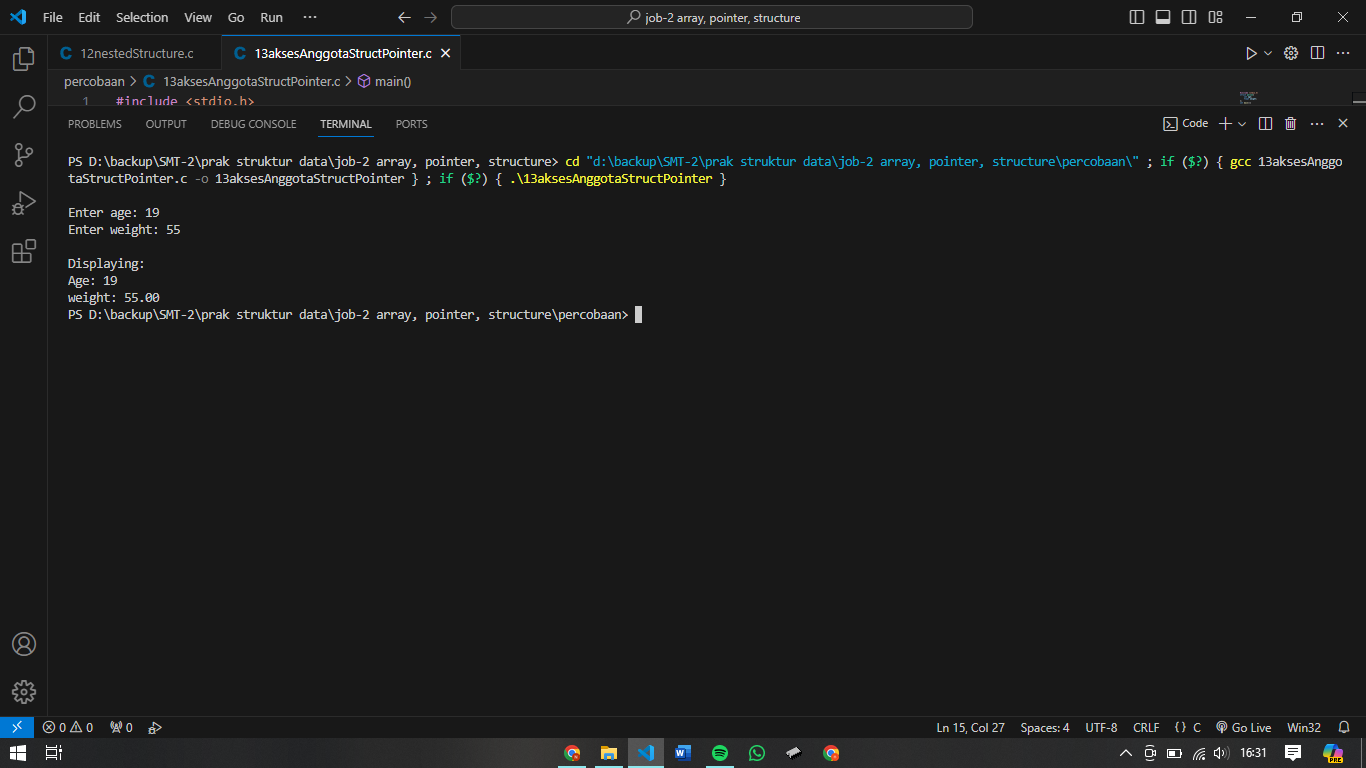 File Edit Selection View Go Run ··· job-2 array, pointer, structure
C 12nestedStructure.c C 13aksesAnggotaStructPointer.c
percobaan > C 13aksesAnggotaStructPointer.c > main()
1 #include <stdio.h>
PROBLEMS OUTPUT DEBUG CONSOLE TERMINAL PORTS Code
PS D:\backup\SMT-2\prak struktur data\job-2 array, pointer, structure> cd "d:\backup\SMT-2\prak struktur data\job-2 array, pointer, structure\percobaan\" ; if ($?) { gcc 13aksesAnggo
taStructPointer.c -o 13aksesAnggotaStructPointer } ; if ($?) { .\13aksesAnggotaStructPointer }
Enter age: 19
Enter weight: 55
Displaying:
Age: 19
weight: 55.00
PS D:\backup\SMT-2\prak struktur data\job-2 array, pointer, structure\percobaan>
0 0 0 Ln 15, Col 27 Spaces: 4 UTF-8 CRLF {} C Go Live Win32
16:31 PRE